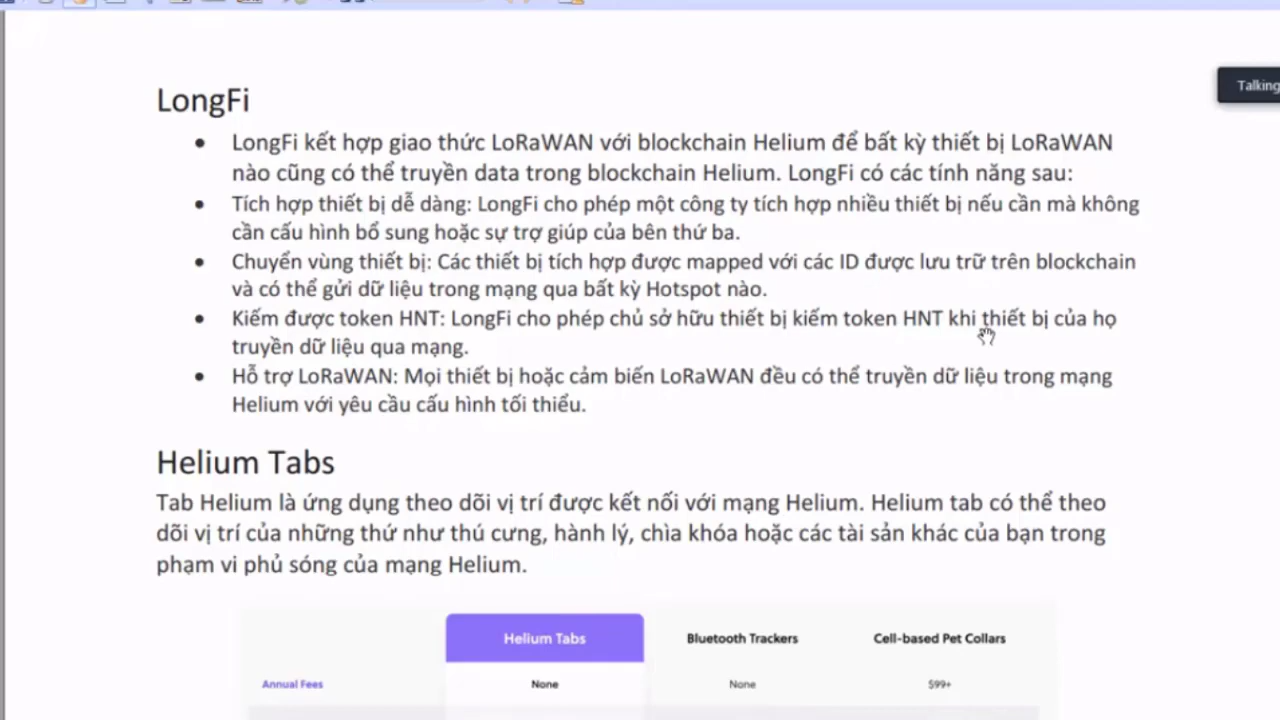 Talking
LongFi
LongFi kết hợp giao thức LoRaWAN với blockchain Helium để bất kỳ thiết bị LoRaWAN
nào cũng có thể truyền data trong blockchain Helium. LongFi có các tính năng sau:
Tích hợp thiết bị dễ dàng: LongFi cho phép một công ty tích hợp nhiều thiết bị nếu cần mà không
cần cấu hình bổ sung hoặc sự trợ giúp của bên thứ ba.
Chuyển vùng thiết bị: Các thiết bị tích hợp được mapped với các ID được lưu trữ trên blockchain
và có thể gửi dữ liệu trong mạng qua bất kỳ Hotspot nào.
Kiếm được token HNT: LongFi cho phép chủ sở hữu thiết bị kiếm token HNT khi thiết bị của họ
truyền dữ liệu qua mạng.
Hỗ trợ LoRaWAN: Mọi thiết bị hoặc cảm biến LoRaWAN đều có thể truyền dữ liệu trong mạng
Helium với yêu cầu cấu hình tối thiểu.
Helium Tabs
Tab Helium là ứng dụng theo dõi vị trí được kết nối với mạng Helium. Helium tab có thể theo
dõi vị trí của những thứ như thú cưng, hành lý, chìa khóa hoặc các tài sản khác của bạn trong
phạm vi phủ sóng của mạng Helium.
Helium Tabs Bluetooth Trackers Cell-based Pet Collars
Annual Fees None None $99+